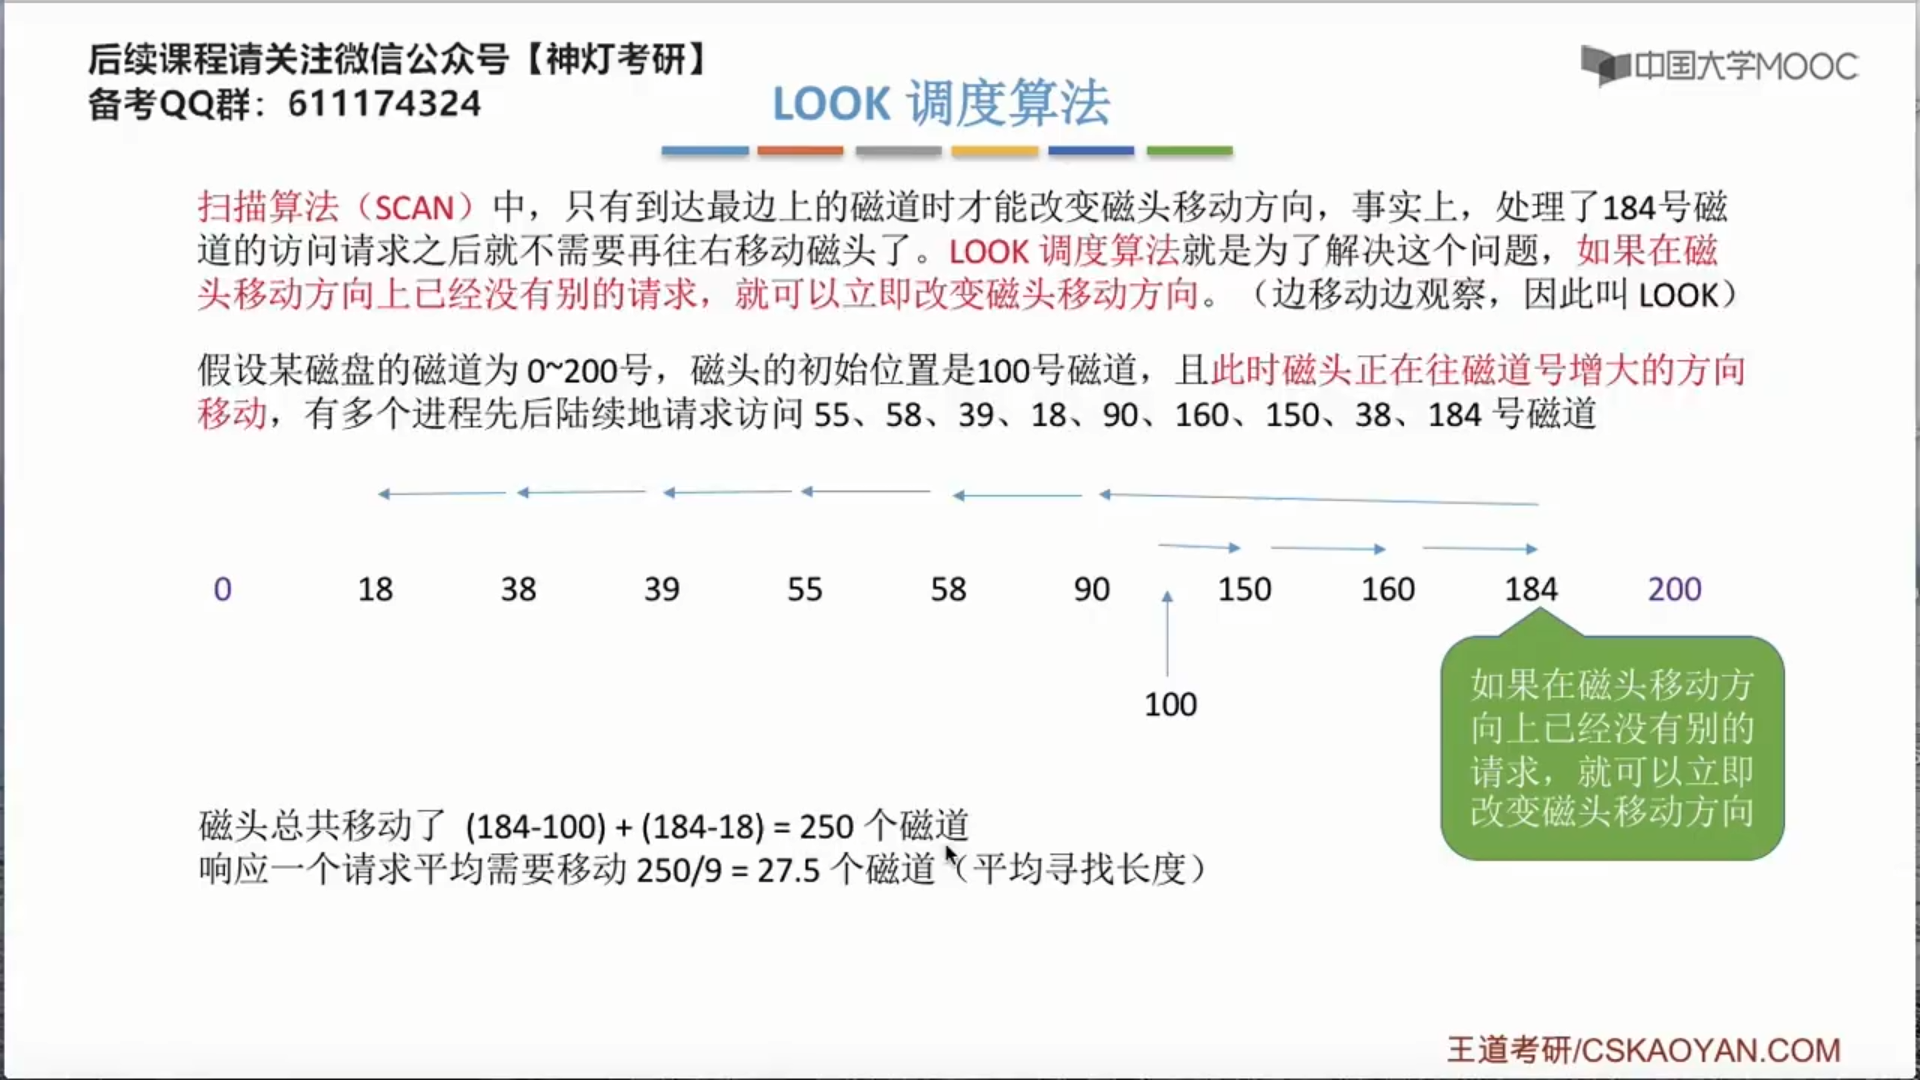 后续课程请关注微信公众号【神灯考研】
备考QQ群：611174324
中国大学MOOC
LOOK 调度算法
扫描算法（SCAN）中，只有到达最边上的磁道时才能改变磁头移动方向，事实上，处理了184号磁
道的访问请求之后就不需要再往右移动磁头了。LOOK 调度算法就是为了解决这个问题，如果在磁
头移动方向上已经没有别的请求，就可以立即改变磁头移动方向。（边移动边观察，因此叫 LOOK）
假设某磁盘的磁道为 0~200号，磁头的初始位置是100号磁道，且此时磁头正在往磁道号增大的方向
移动，有多个进程先后陆续地请求访问 55、58、39、18、90、160、150、38、184 号磁道
0 18 38 39 55 58 90 150 160 184 200
100
如果在磁头移动方
向上已经没有别的
请求，就可以立即
改变磁头移动方向
磁头总共移动了 (184-100) + (184-18) = 250 个磁道
响应一个请求平均需要移动 250/9 = 27.5 个磁道（平均寻找长度）
王道考研/CSKAOYAN.COM